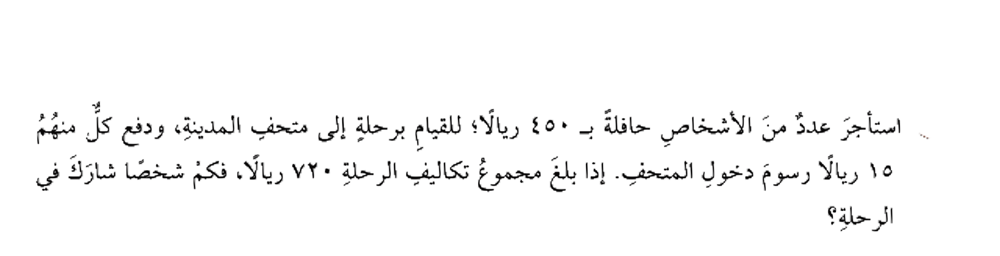 استأجرَ عددٌ منَ الأشخاصِ حافلةً بـ ٤٥٠ ريالًا؛ للقيامِ برحلةٍ إلى متحفِ المدينةِ، ودفع كلٌّ منهُمُ
١٥ ريالًا رسومَ دخولِ المتحفِ. إذا بلغَ مجموعُ تكاليفِ الرحلةِ ٧٢٠ ريالًا، فكمْ شخصًا شارَكَ في
الرحلةِ؟